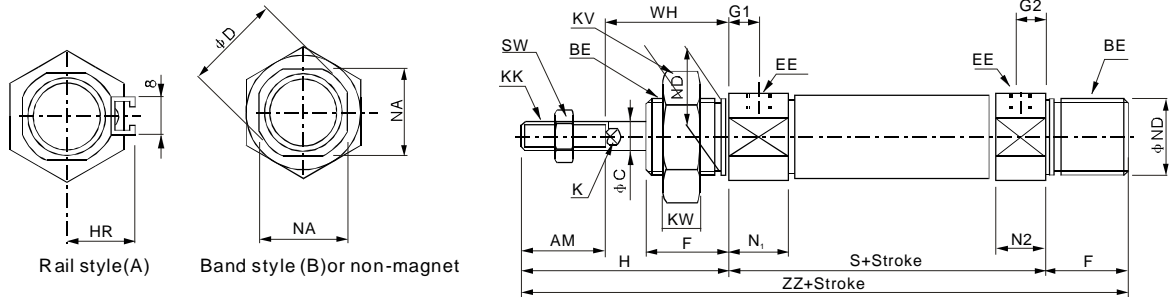 φD
8
HR
Rail style(A)
NA
NA
Band style (B)or non-magnet
WH
G1
G2
KV
SW
BE
KK
ND
EE
EE
BE
φND
φC
K
KW
AM
F
N₁
N2
H
S+Stroke
F
ZZ+Stroke